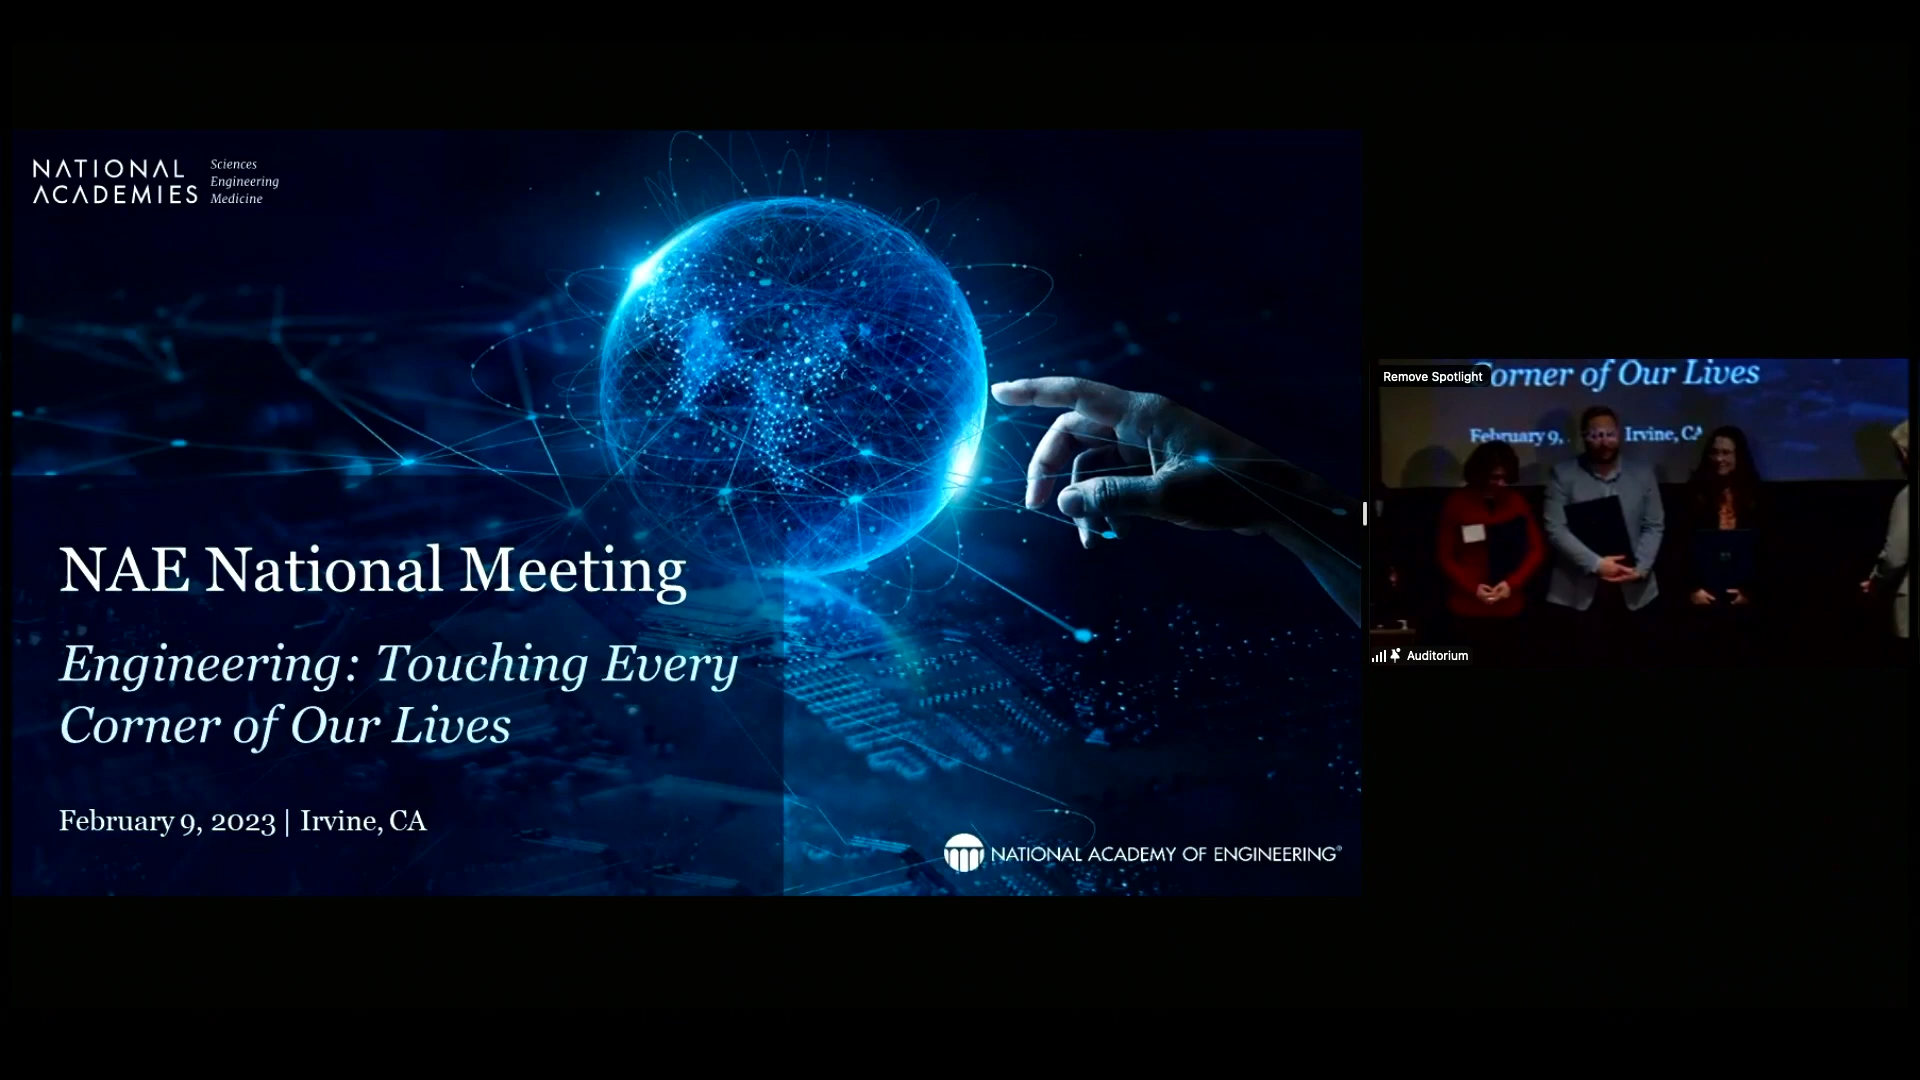 NATIONAL
ACADEMIES
Sciences
Engineering
Medicine
NAE National Meeting
Engineering: Touching Every
Corner of Our Lives
February 9, 2023 | Irvine, CA
NATIONAL ACADEMY OF ENGINEERING®
Remove Spotlight
Corner of Our Lives
February 9, Irvine, CA
Auditorium